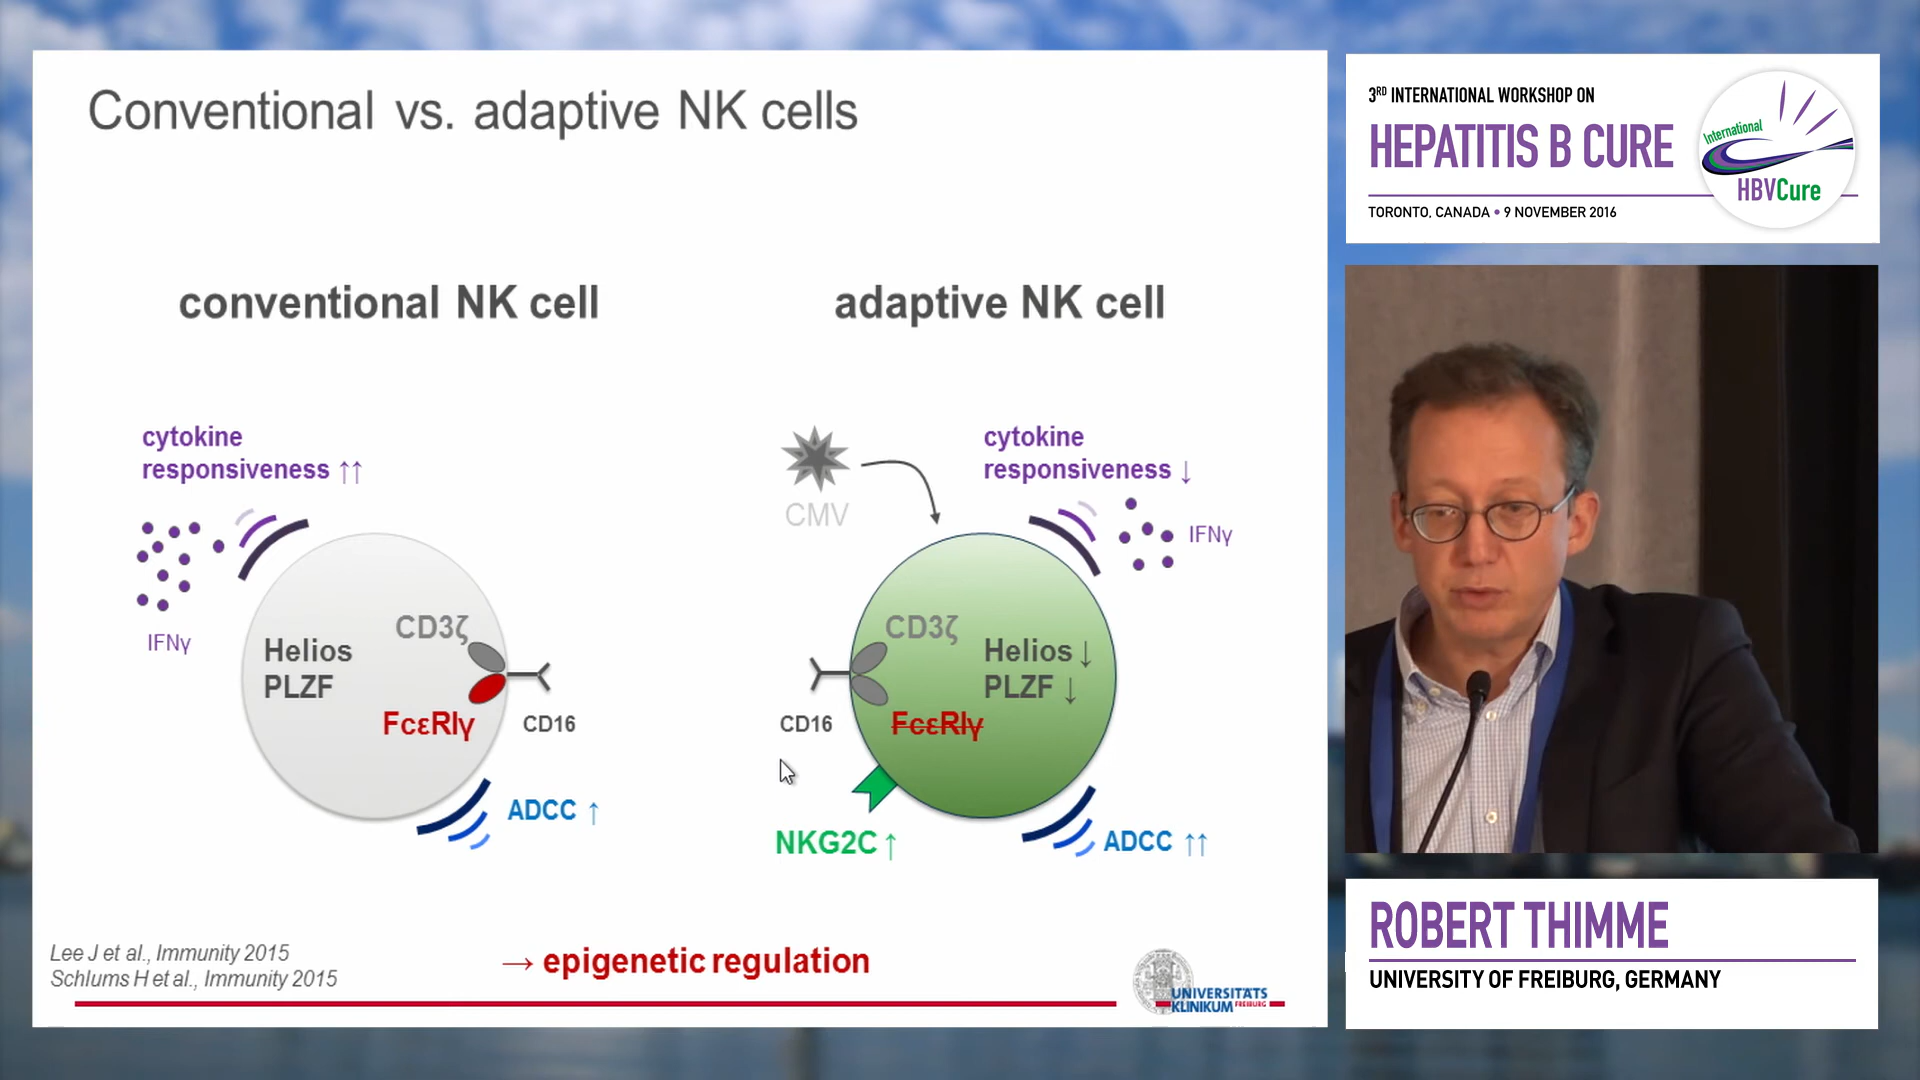 Conventional vs. adaptive NK cells
conventional NK cell
adaptive NK cell
cytokine
responsiveness ↑↑
IFNγ
Helios
PLZF
CD3ζ
FcεRIγ
CD16
ADCC ↑
CMV
cytokine
responsiveness ↓
IFNγ
CD3ζ
Helios ↓
PLZF ↓
CD16
FcεRIγ
NKG2C ↑
ADCC ↑↑
Lee J et al., Immunity 2015
Schlums H et al., Immunity 2015
→ epigenetic regulation
UNIVERSITÄTS
KLINIKUM FREIBURG
3RD INTERNATIONAL WORKSHOP ON
HEPATITIS B CURE
TORONTO, CANADA • 9 NOVEMBER 2016
International
HBVCure
ROBERT THIMME
UNIVERSITY OF FREIBURG, GERMANY